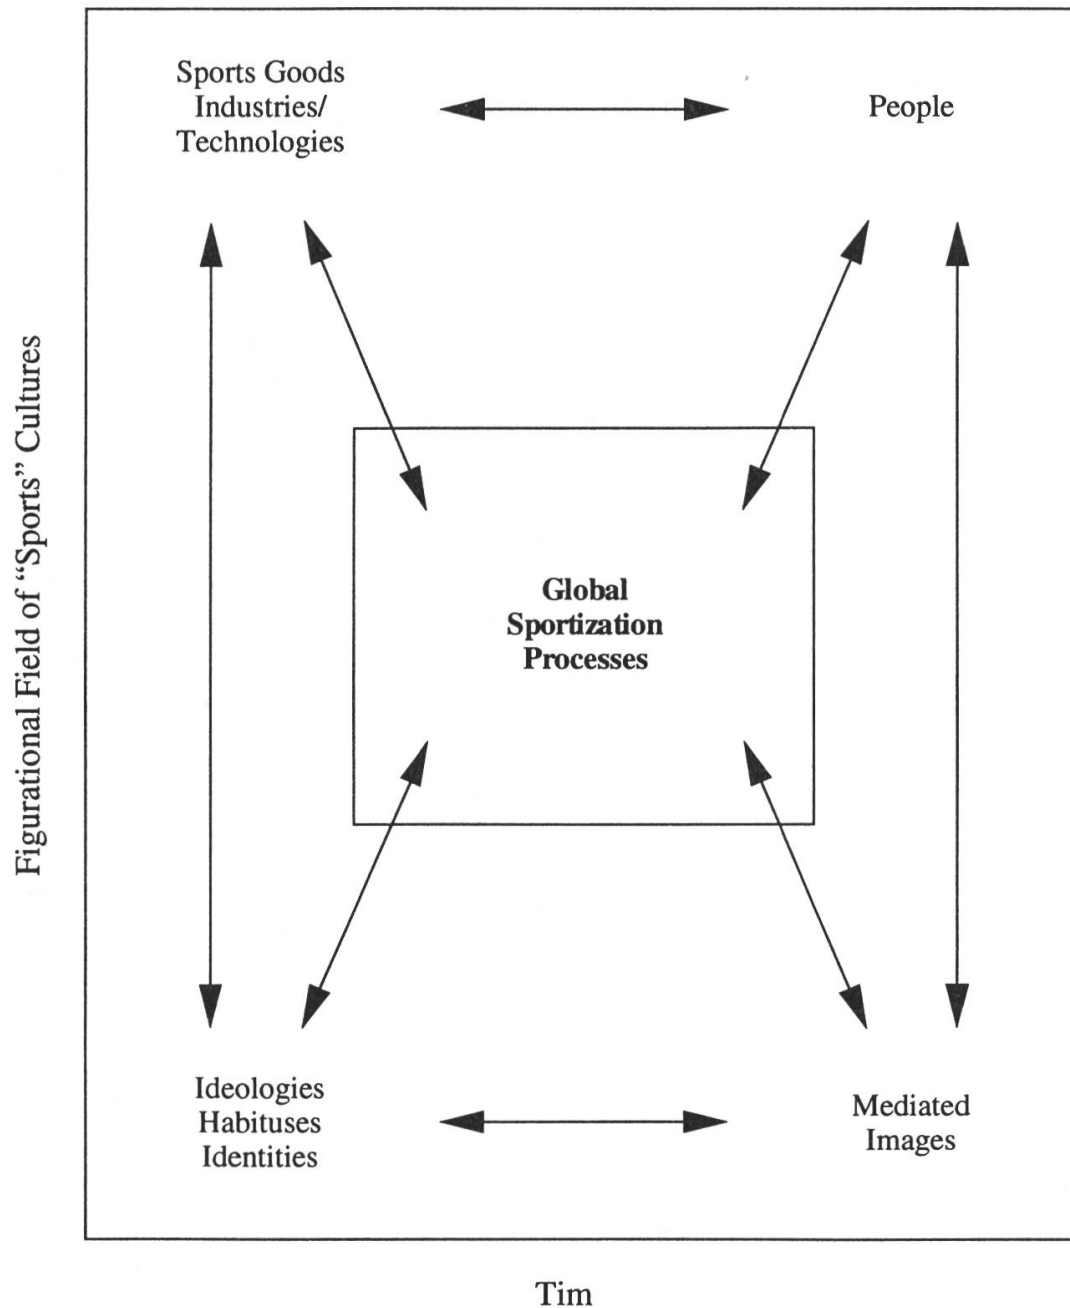 Sports Goods
Industries/
Technologies
People
Figurational Field of “Sports” Cultures
Global
Sportization
Processes
Ideologies
Habituses
Identities
Mediated
Images
Tim